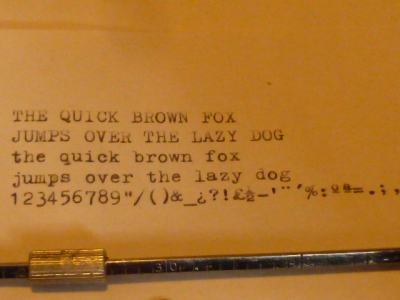 THE QUICK BROWN FOX
JUMPS OVER THE LAZY DOG
the quick brown fox
jumps over the lazy dog
123456789"/()&_¿?!£½-'¨´%:ºª=.;,